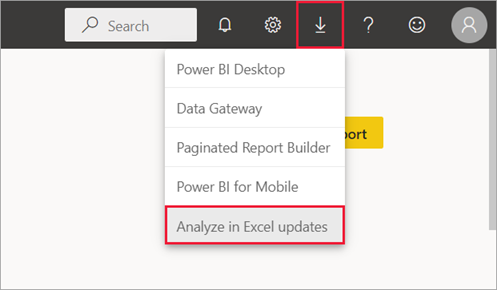 Search
Power BI Desktop
Data Gateway
port
Paginated Report Builder
Power BI for Mobile
Analyze in Excel updates